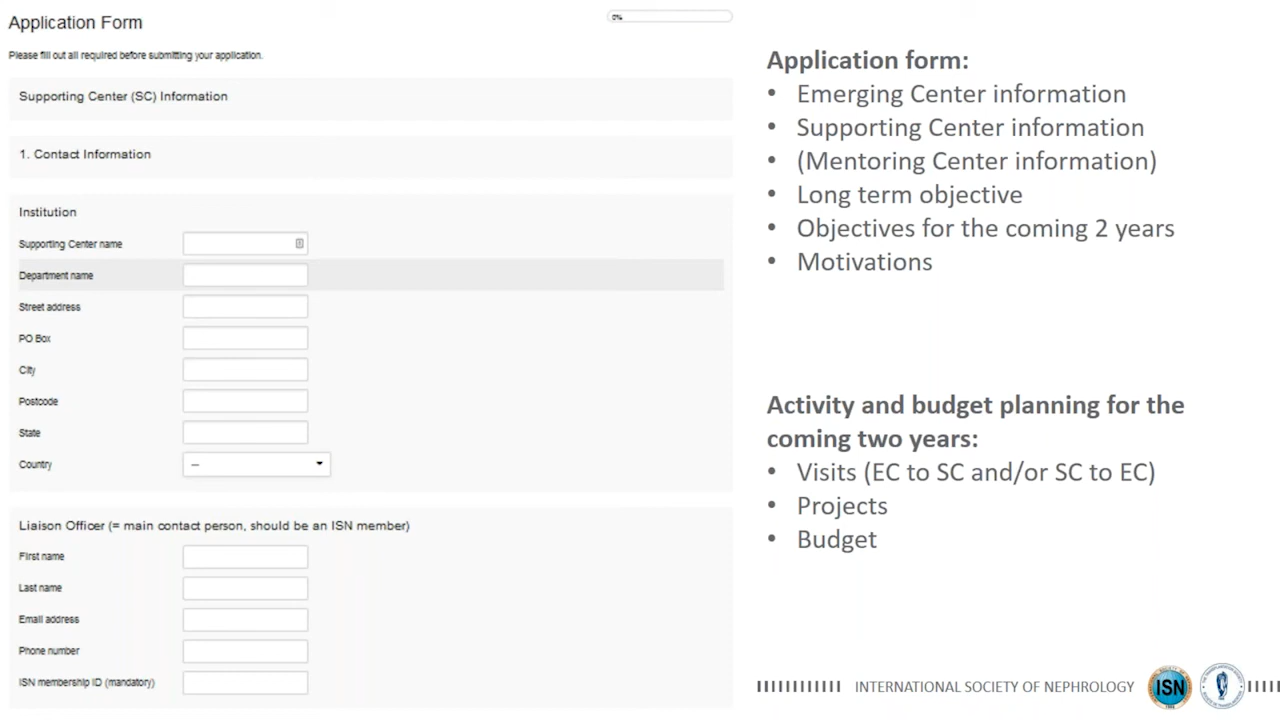 Application Form
0%
Please fill out all required before submitting your application.
Supporting Center (SC) Information
1. Contact Information
Institution
Supporting Center name
Department name
Street address
PO Box
City
Postcode
State
Country
---
Liaison Officer (= main contact person, should be an ISN member)
First name
Last name
Email address
Phone number
ISN membership ID (mandatory)
Application form:
• Emerging Center information
• Supporting Center information
• (Mentoring Center information)
• Long term objective
• Objectives for the coming 2 years
• Motivations
Activity and budget planning for the
coming two years:
• Visits (EC to SC and/or SC to EC)
• Projects
• Budget
INTERNATIONAL SOCIETY OF NEPHROLOGY
ISN